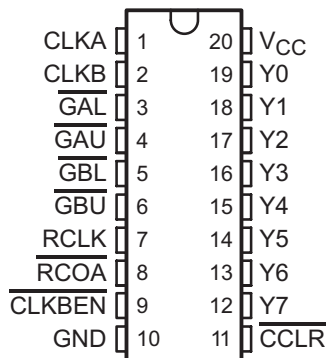 CLKA 1 20 VCC
CLKB 2 19 Y0
GAL 3 18 Y1
GAU 4 17 Y2
GBL 5 16 Y3
GBU 6 15 Y4
RCLK 7 14 Y5
RCOA 8 13 Y6
CLKBEN 9 12 Y7
GND 10 11 CCLR